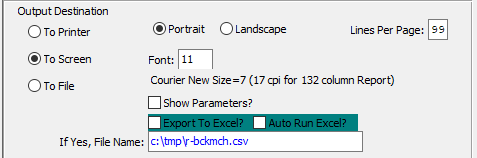 Output Destination
To Printer
Portrait Landscape Lines Per Page: 99
To Screen
Font: 11
To File
Courier New Size=7 (17 cpi for 132 column Report)
Show Parameters?
Export To Excel? Auto Run Excel?
If Yes, File Name: c:\tmp\r-bckmch.csv